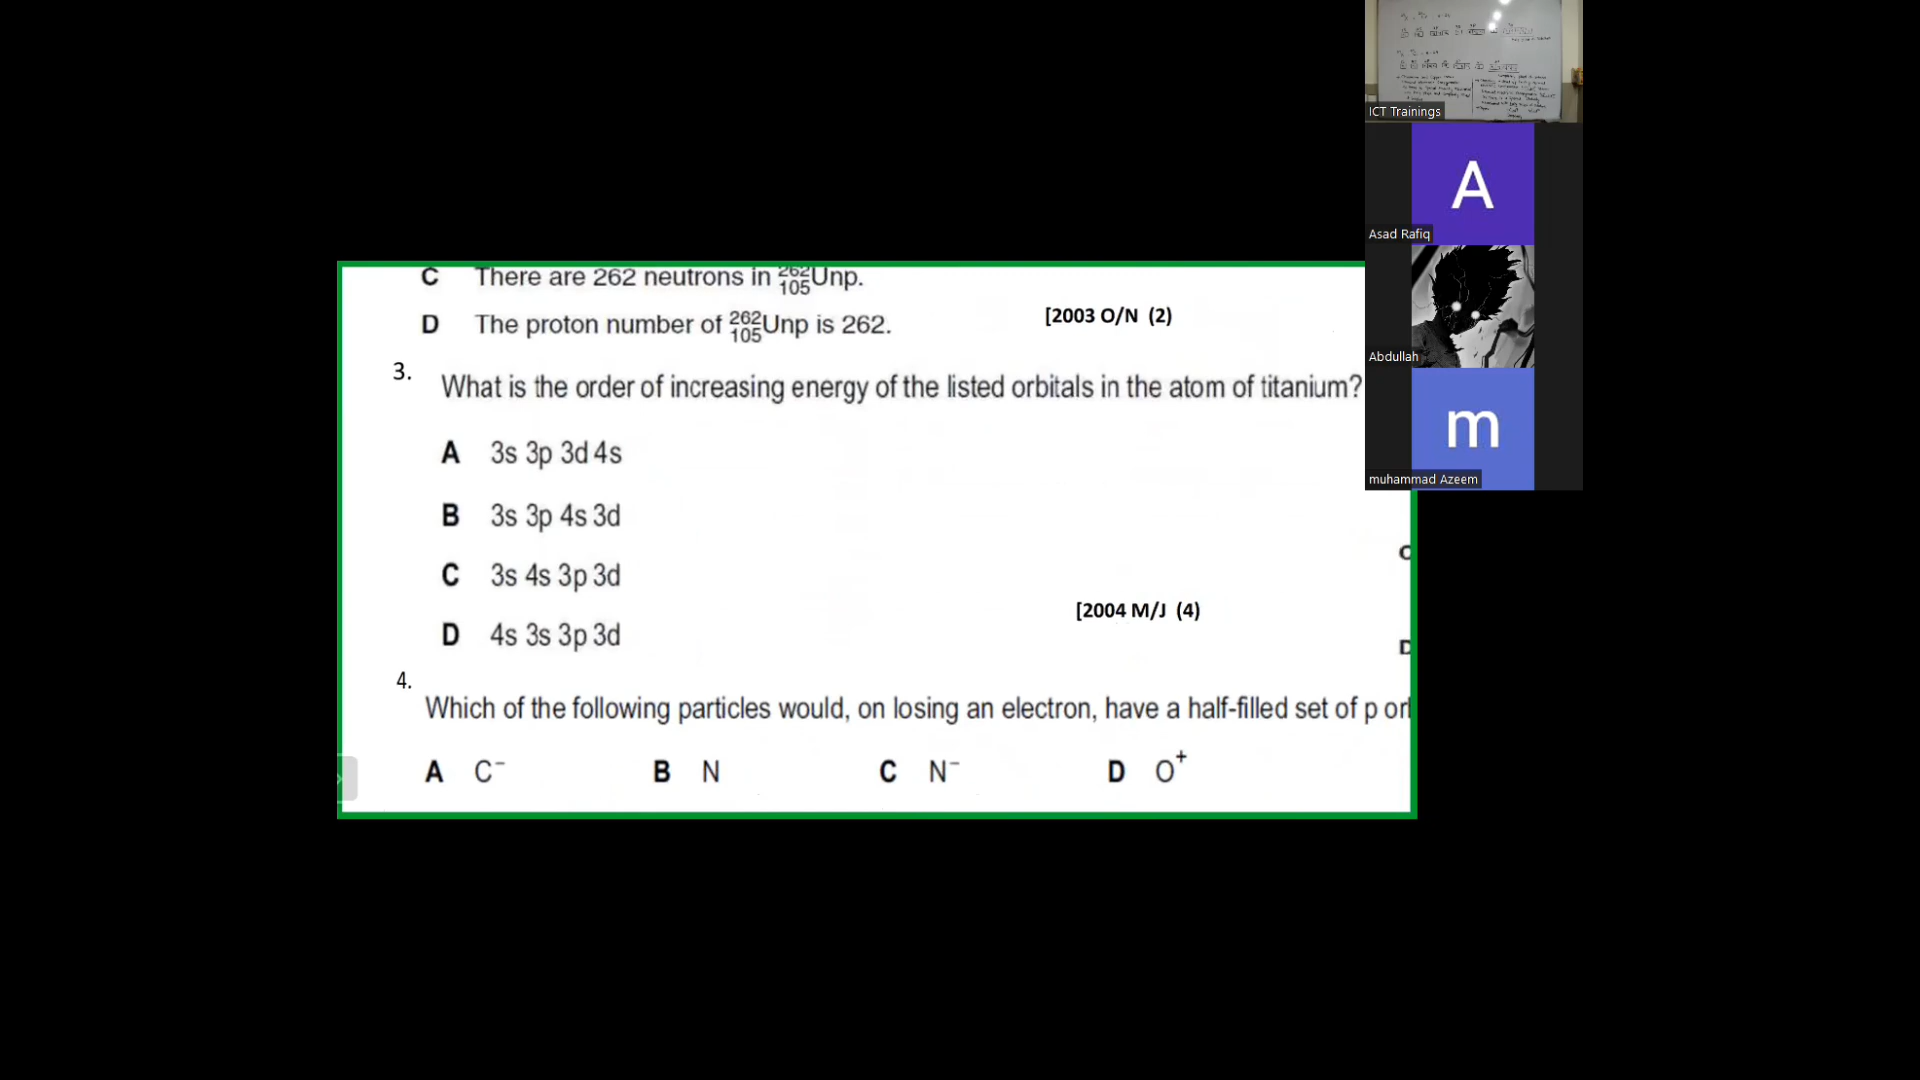 C There are 262 neutrons in ²⁶²₁₀₅Unp.
D The proton number of ²⁶²₁₀₅Unp is 262.
[2003 O/N (2)
3.
What is the order of increasing energy of the listed orbitals in the atom of titanium?
A 3s 3p 3d 4s
B 3s 3p 4s 3d
C 3s 4s 3p 3d
D 4s 3s 3p 3d
[2004 M/J (4)
4.
Which of the following particles would, on losing an electron, have a half-filled set of p
A C⁻ B N C N⁻ D O⁺
C
D
ICT Trainings
A
Asad Rafiq
Abdullah
m
muhammad Azeem